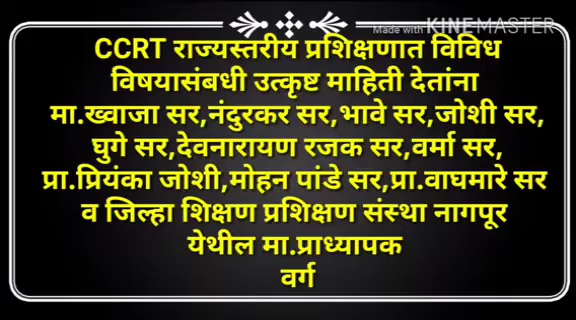 Made with KINEMASTER
CCRT राज्यस्तरीय प्रशिक्षणात विविध
विषयासंबधी उत्कृष्ट माहिती देतांना
मा.ख्वाजा सर,नंदुरकर सर,भावे सर,जोशी सर,
घुगे सर,देवनारायण रजक सर,वर्मा सर,
प्रा.प्रियंका जोशी,मोहन पांडे सर,प्रा.वाघमारे सर
व जिल्हा शिक्षण प्रशिक्षण संस्था नागपूर
येथील मा.प्राध्यापक
वर्ग